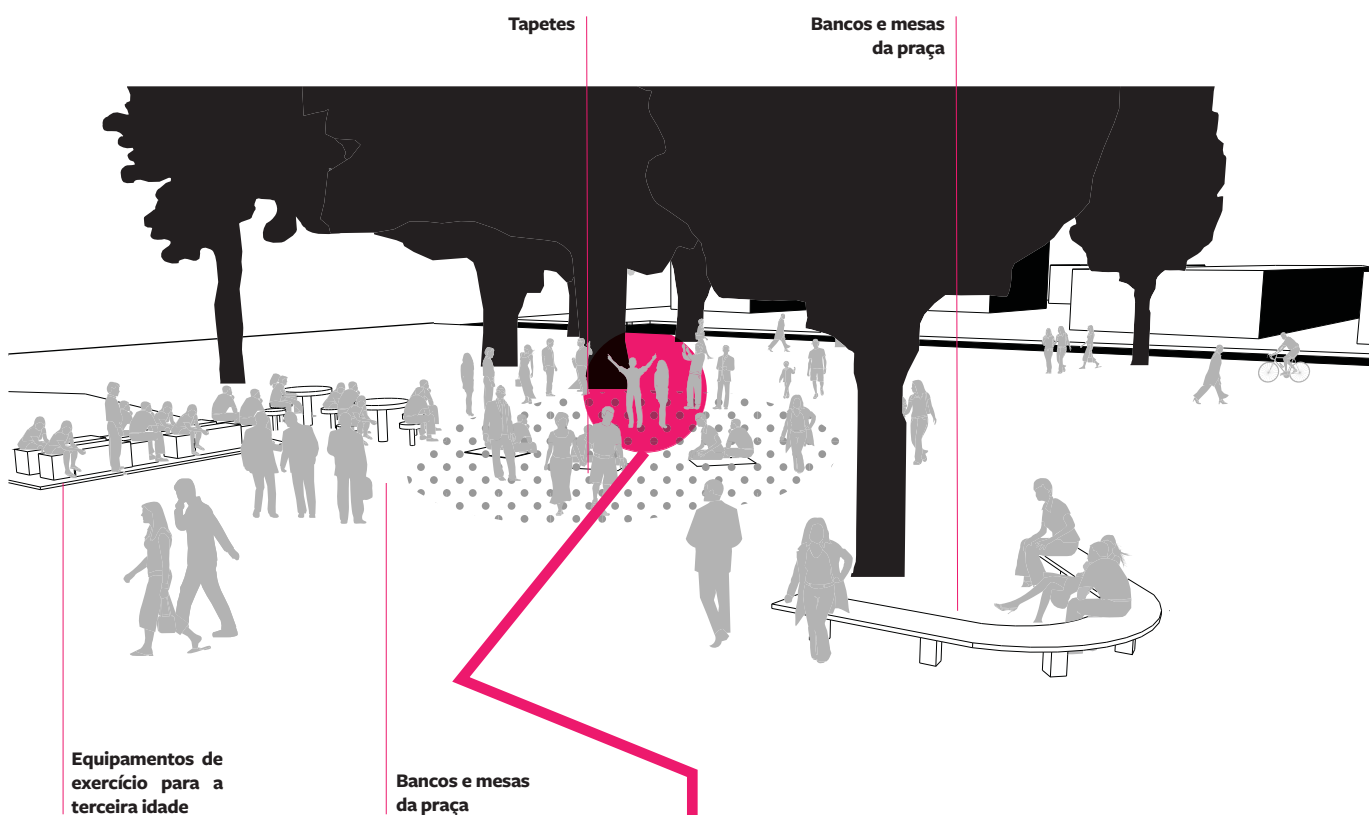 Tapetes
Bancos e mesas
da praça
Equipamentos de
exercício para a
terceira idade
Bancos e mesas
da praça